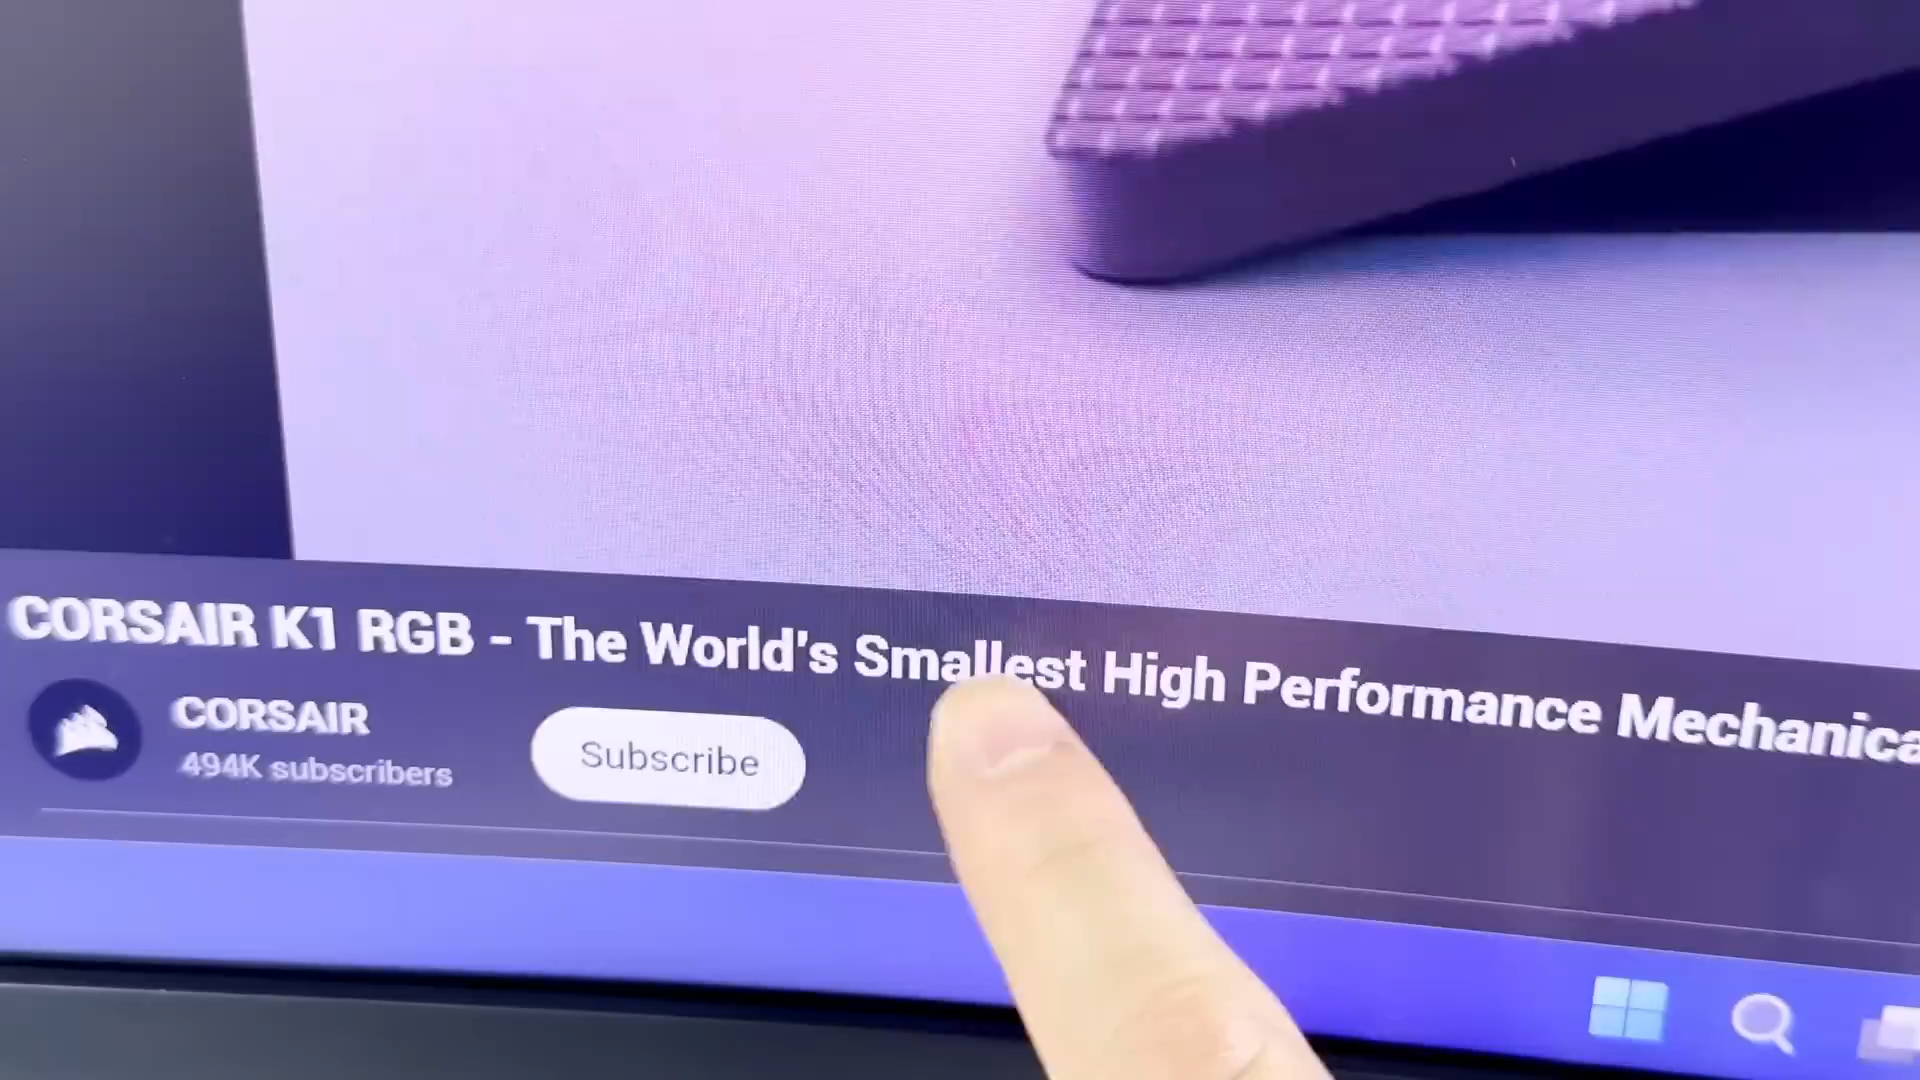 CORSAIR K1 RGB - The World's Smallest High Performance Mechanica
CORSAIR
494K subscribers
Subscribe